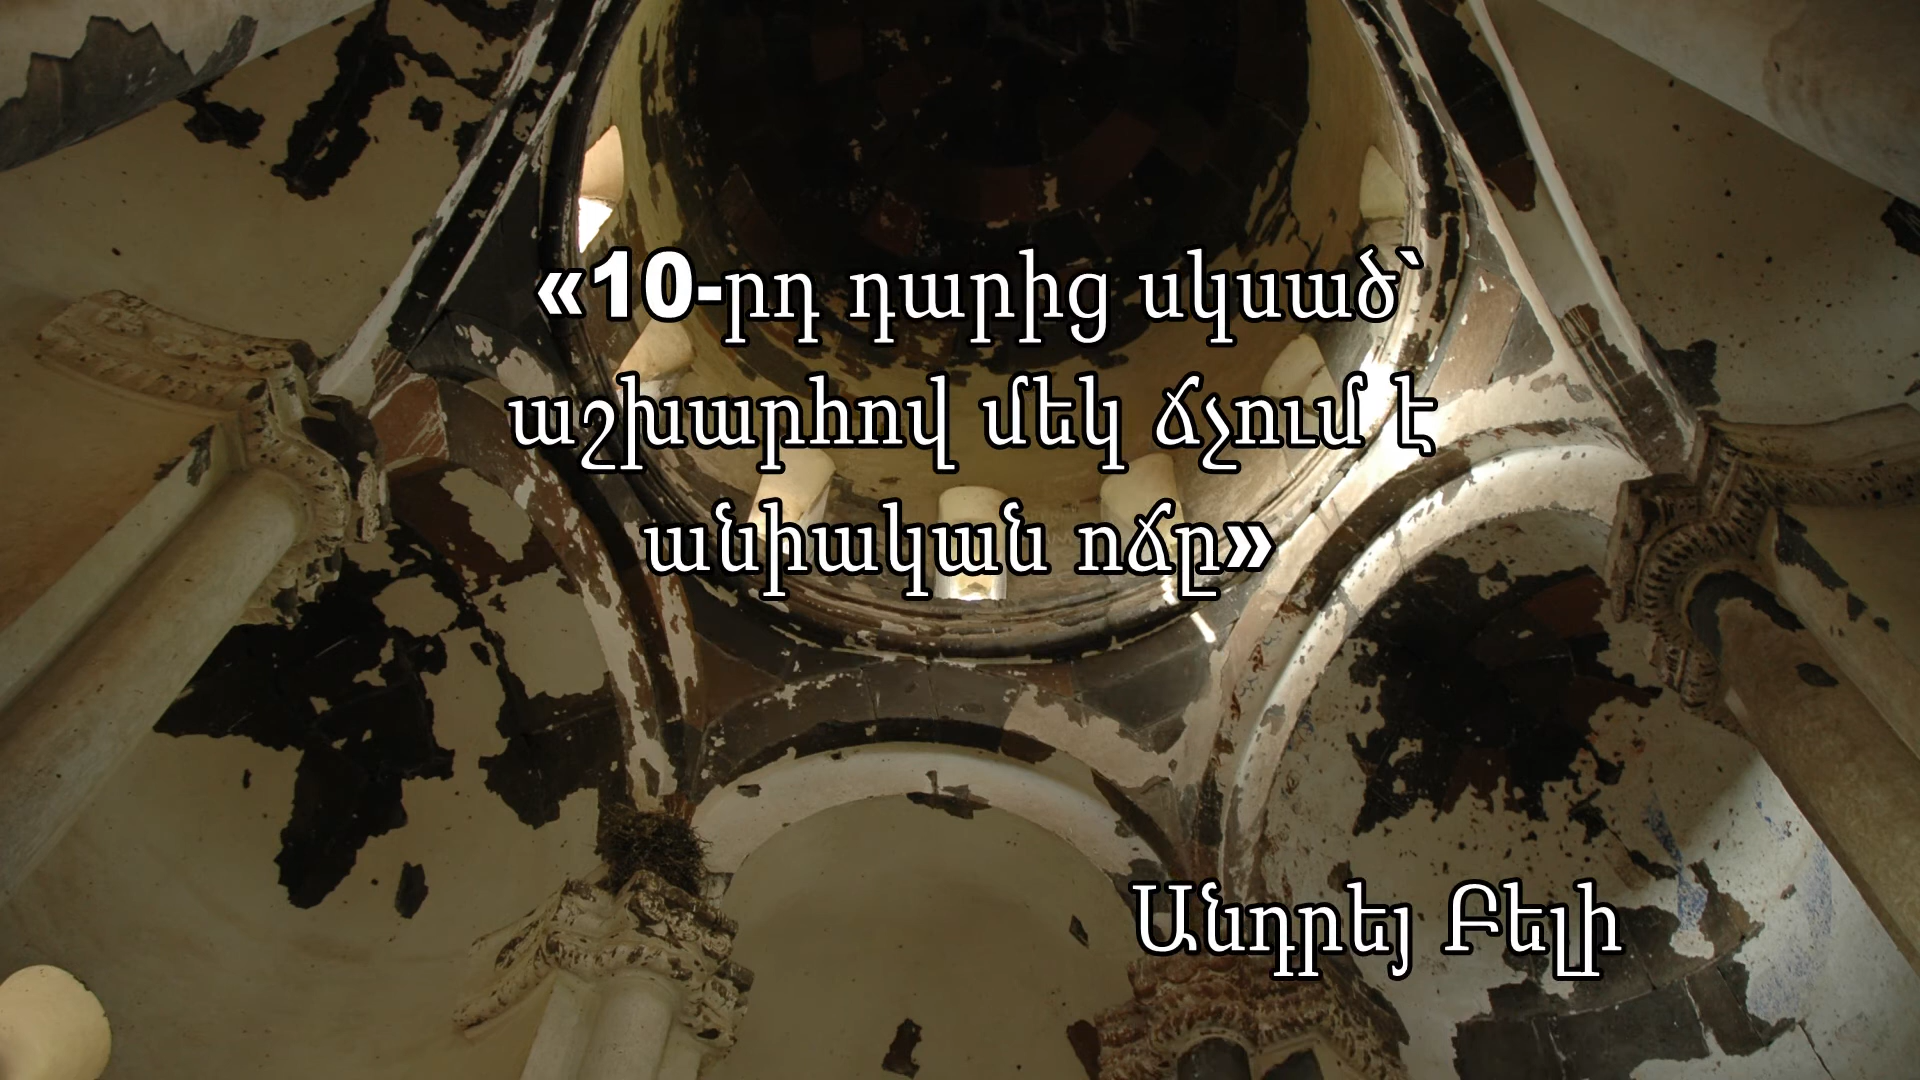 «10-րդ դարից սկսած՝
աշխարհով մեկ ճչում է
անիական ոճը»
Անդրեյ Բելի